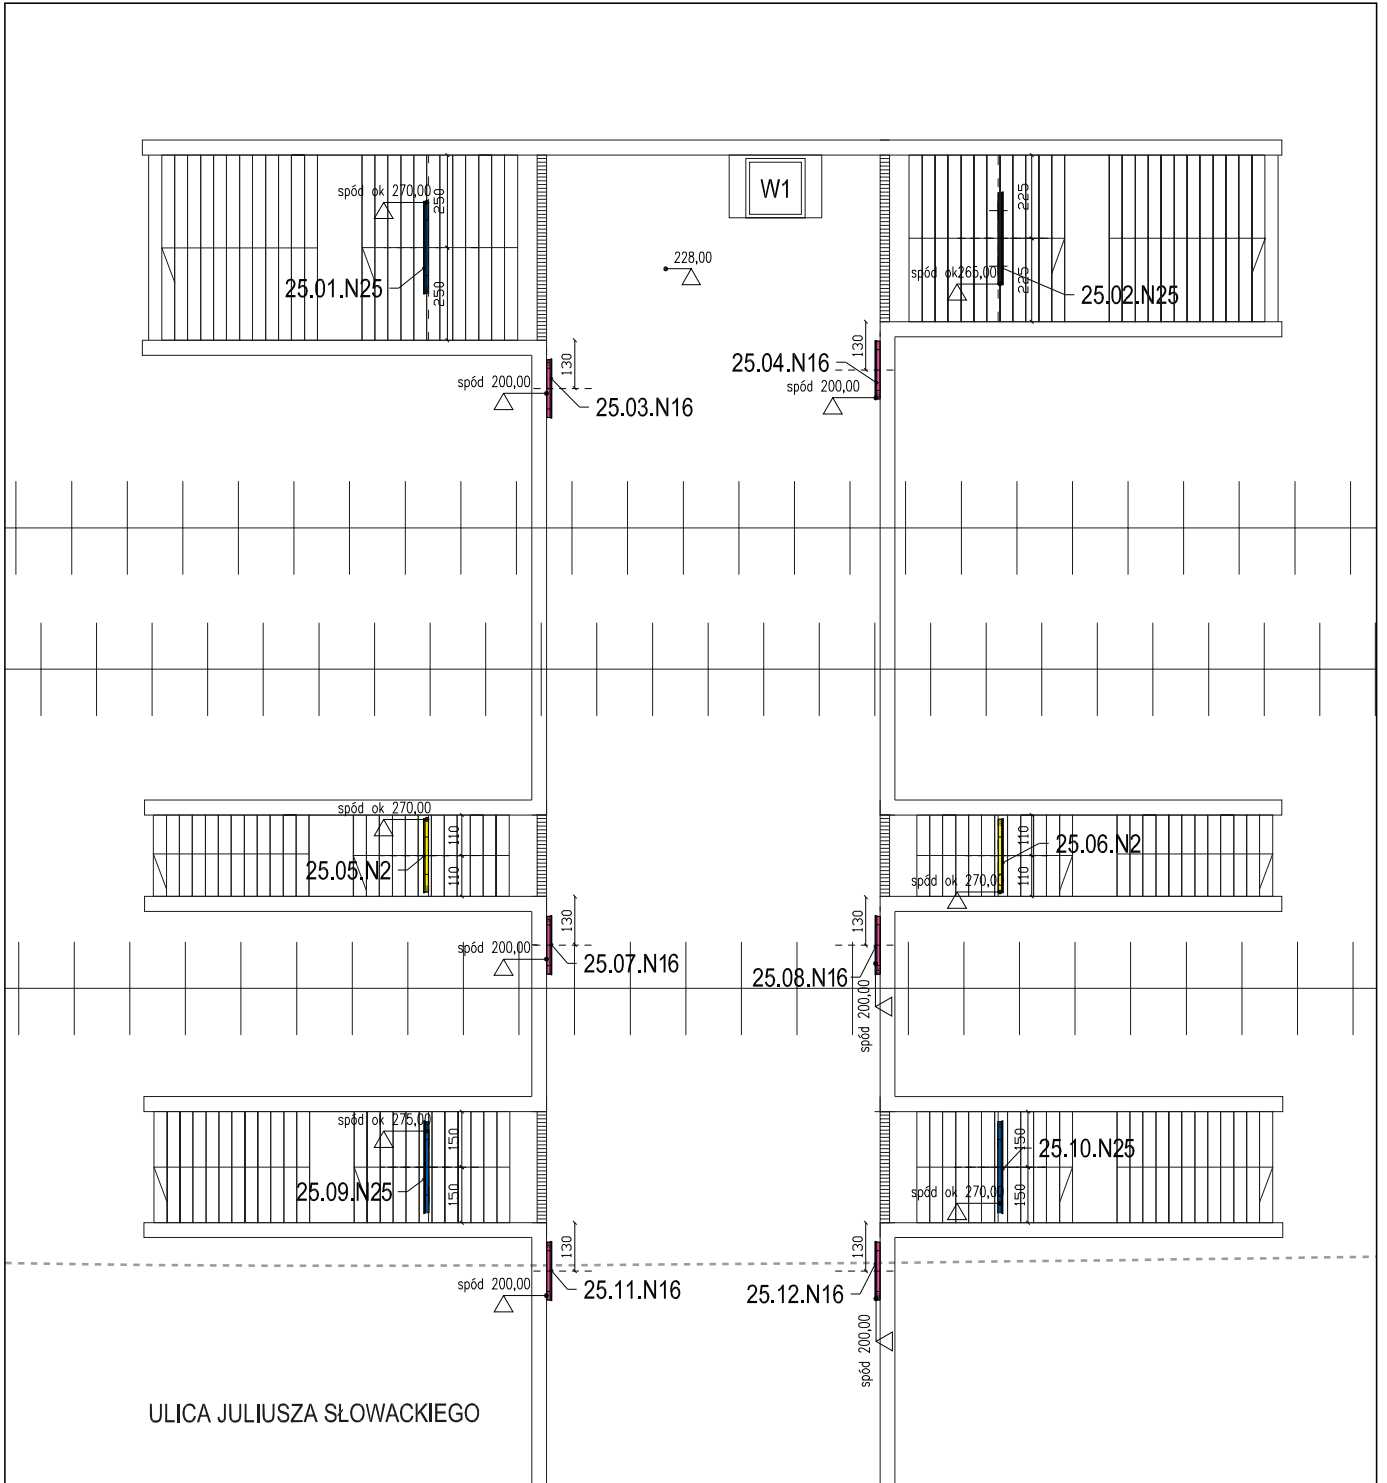 W1
spód ok 270,00
250
225
228,00
25.01.N25
250
spód ok 265,00
225
25.02.N25
130
130
25.04.N16
spód 200,00
25.03.N16
spód 200,00
spód ok 270,00
110
110
25.06.N2
25.05.N2
110
110
spód ok 270,00
130
130
spód 200,00
25.07.N16
25.08.N16
spód 200,00
spód ok 275,00
150
150
25.10.N25
25.09.N25
150
150
spód ok 270,00
130
130
spód 200,00
25.11.N16
25.12.N16
spód 200,00
ULICA JULIUSZA SŁOWACKIEGO